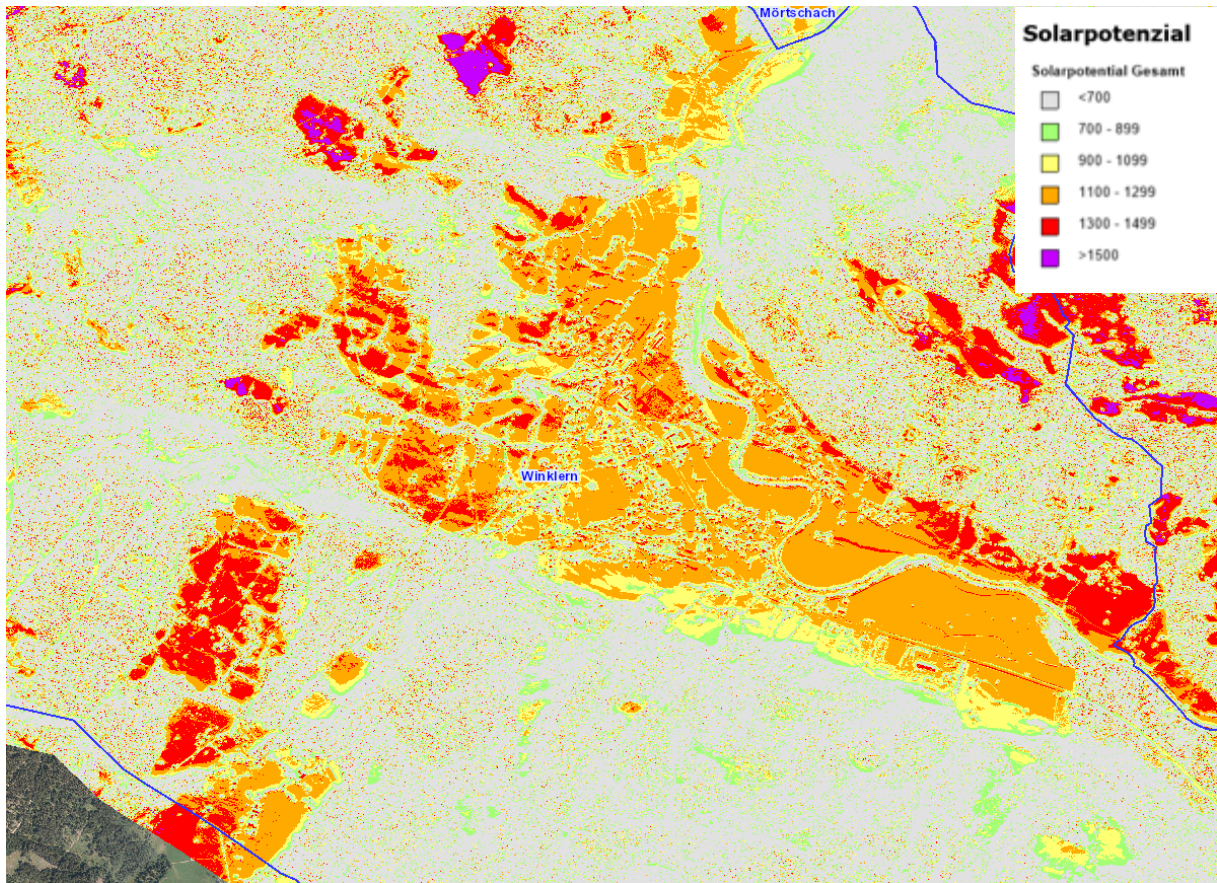 Mörtschach
Solarpotenzial
Solarpotential Gesamt
<700
700 - 899
900 - 1099
1100 - 1299
1300 - 1499
>1500
Winklern